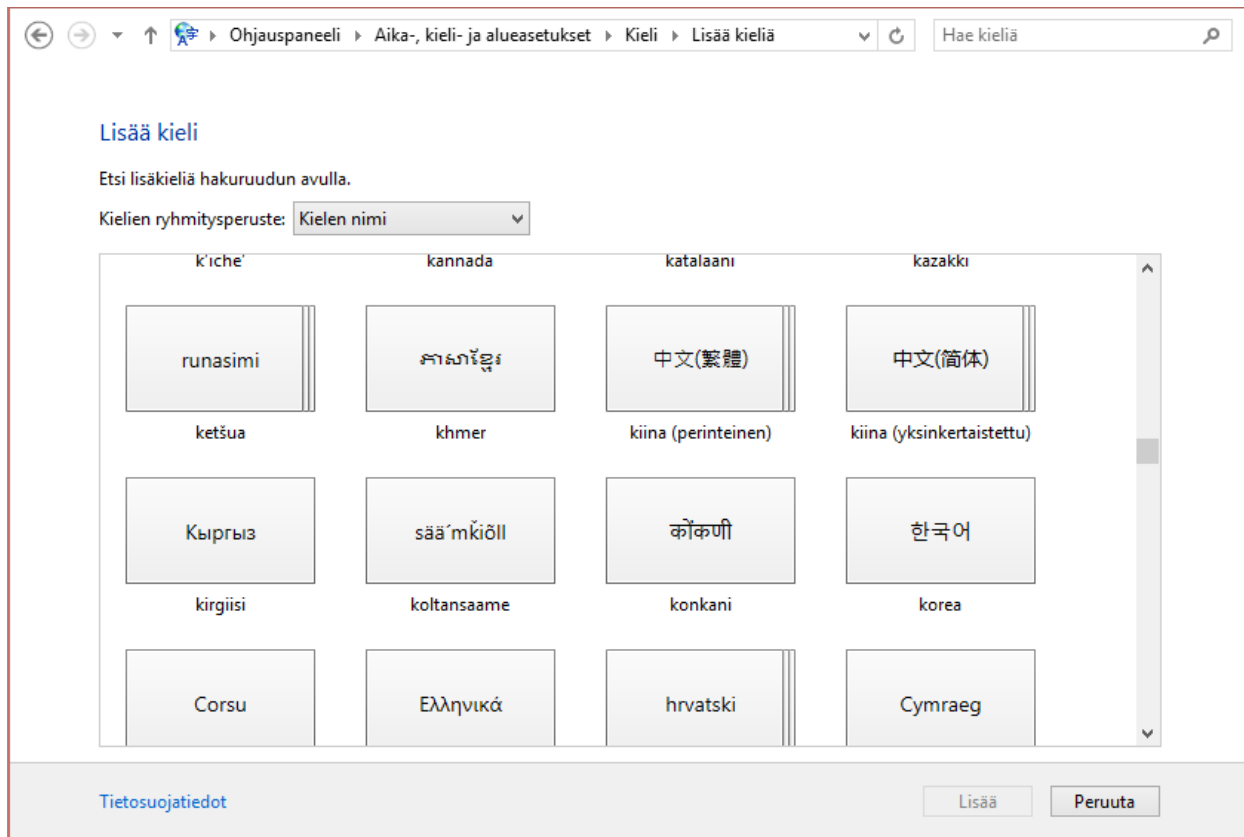 Ohjauspaneeli Aika-, kieli- ja alueasetukset Kieli Lisää kieliä Hae kieliä
Lisää kieli
Etsi lisäkieliä hakuruudun avulla.
Kielien ryhmitysperuste: Kielen nimi
k'iche' kannada katalaani kazakki
runasimi ភាសាខ្មែរ 中文(繁體) 中文(简体)
ketšua khmer kiina (perinteinen) kiina (yksinkertaistettu)
Кыргыз sääʹmǩiõll कोंकणी 한국어
kirgiisi koltansaame konkani korea
Corsu Ελληνικά hrvatski Cymraeg
Tietosuojatiedot Lisää Peruuta